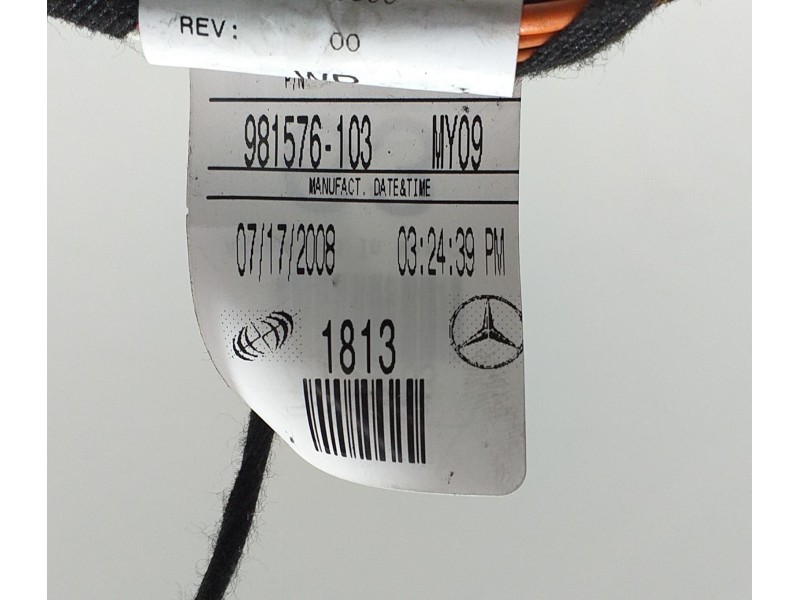 REV: 00
P/N
981576-103 MY09
MANUFACT. DATE&TIME
07/17/2008 03:24:39 PM
1813